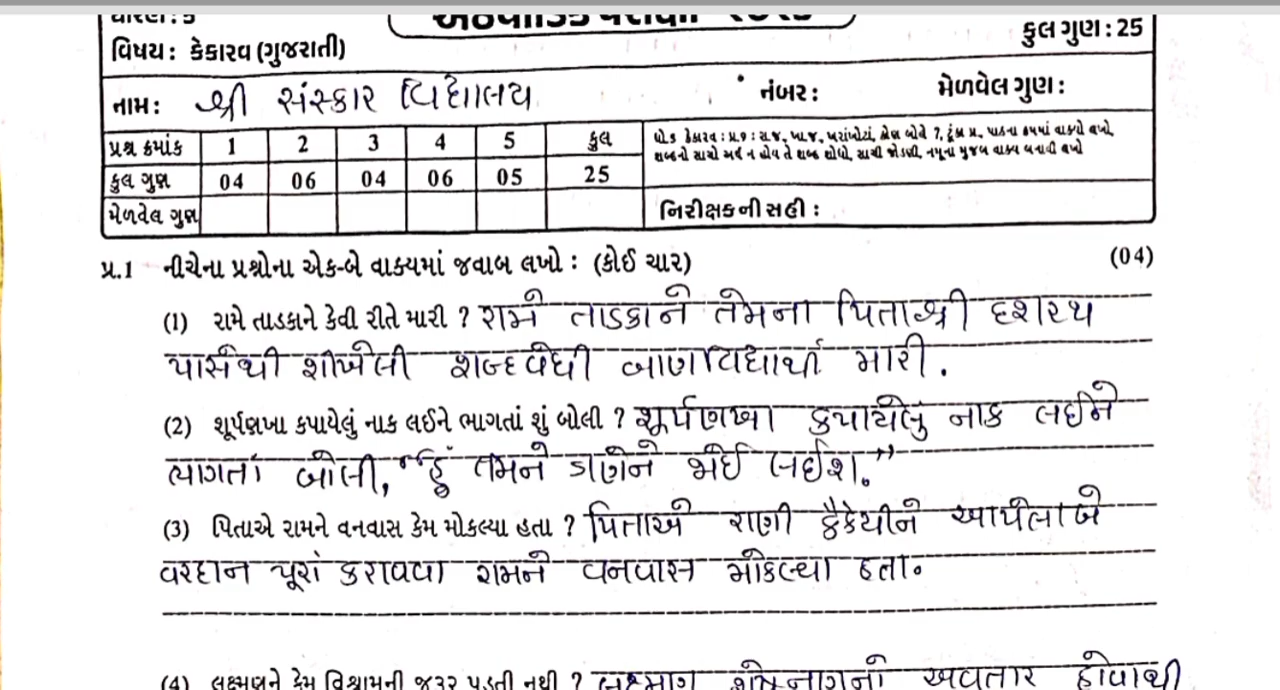 વિષય : કેકારવ (ગુજરાતી)
કુલ ગુણ : 25
નામ : શ્રી સંસ્કાર વિદ્યાલય નંબર : મેળવેલ ગુણ :
પ્રશ્ન ક્રમાંક 1 2 3 4 5 કુલ
કુલ ગુણ 04 06 04 06 05 25
મેળવેલ ગુણ નિરીક્ષકની સહી :
પ્ર.1 નીચેના પ્રશ્નોના એક-બે વાક્યમાં જવાબ લખો : (કોઈ ચાર) (04)
(1) રામે તાડકાને કેવી રીતે મારી ? રામે તાડકાને તેમના પિતાશ્રી દશરથ
પાસેથી શીખેલી શબ્દવેધી બાણવિદ્યાથી મારી.
(2) શૂર્પણખા કપાયેલું નાક લઈને ભાગતાં શું બોલી ? શૂર્પણખા કપાયેલું નાક લઈને
ભાગતાં બોલી, "હું તમને ત્રણેને જોઈ લઈશ."
(3) પિતાએ રામને વનવાસ કેમ મોકલ્યા હતા ? પિતાએ રાણી કૈકેયીને આપેલા બે
વરદાન પૂરાં કરાવવા રામને વનવાસ મોકલ્યા હતા.
(4) લક્ષ્મણને કેમ વિશ્રામની જરૂર પડતી નથી ? લક્ષ્મણ શેષનાગનો અવતાર હોવાથી